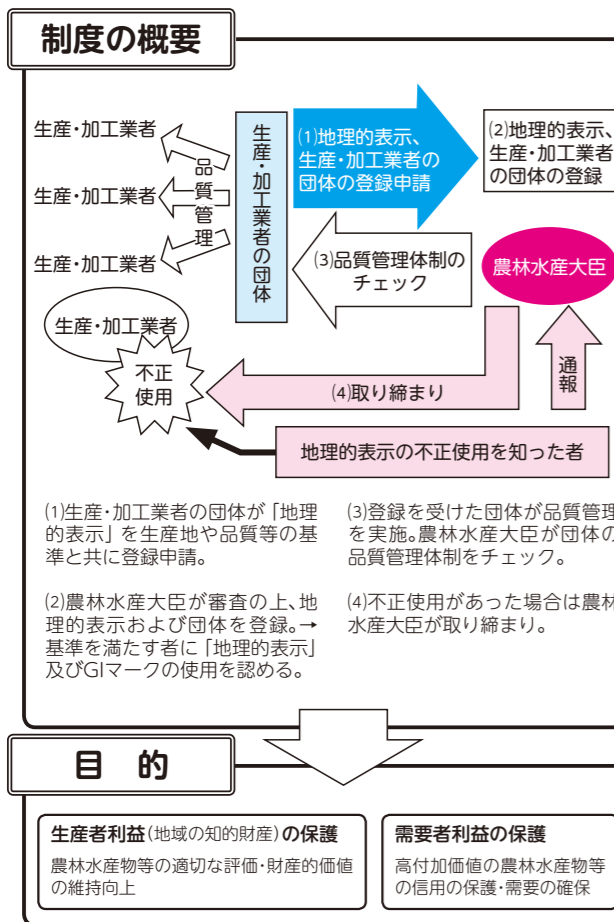 制度の概要
生産・加工業者
生産・加工業者
生産・加工業者
品質管理
生産・加工業者の団体
(1)地理的表示、
生産・加工業者の
団体の登録申請
(2)地理的表示、
生産・加工業者
の団体の登録
(3)品質管理体制の
チェック
農林水産大臣
生産・加工業者
不正
使用
(4)取り締まり
通報
地理的表示の不正使用を知った者
(1)生産・加工業者の団体が「地理
的表示」を生産地や品質等の基
準と共に登録申請。
(2)農林水産大臣が審査の上、地
理的表示および団体を登録。→
基準を満たす者に「地理的表示」
及びGIマークの使用を認める。
(3)登録を受けた団体が品質管理
を実施。農林水産大臣が団体の
品質管理体制をチェック。
(4)不正使用があった場合は農林
水産大臣が取り締まり。
目 的
生産者利益(地域の知的財産)の保護
農林水産物等の適切な評価・財産的価値
の維持向上
需要者利益の保護
高付加価値の農林水産物等
の信用の保護・需要の確保